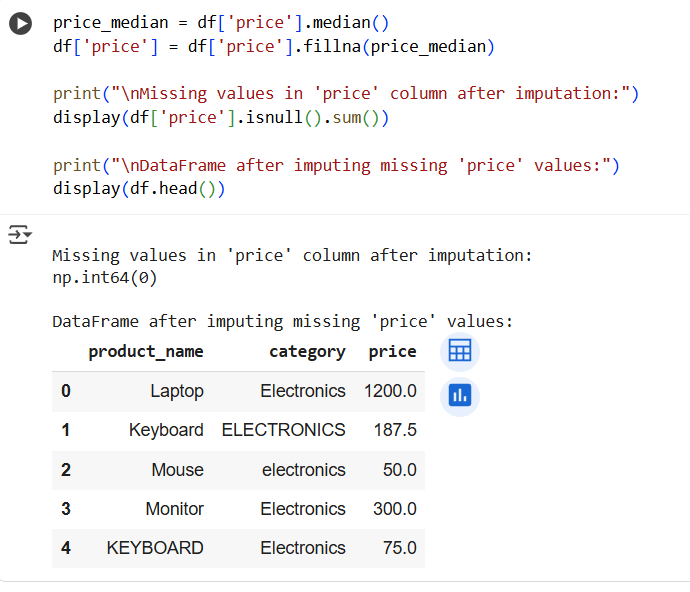 price_median = df['price'].median()
df['price'] = df['price'].fillna(price_median)
print("\nMissing values in 'price' column after imputation:")
display(df['price'].isnull().sum())
print("\nDataFrame after imputing missing 'price' values:")
display(df.head())
Missing values in 'price' column after imputation:
np.int64(0)
DataFrame after imputing missing 'price' values:
product_name category price
0 Laptop Electronics 1200.0
1 Keyboard ELECTRONICS 187.5
2 Mouse electronics 50.0
3 Monitor Electronics 300.0
4 KEYBOARD Electronics 75.0